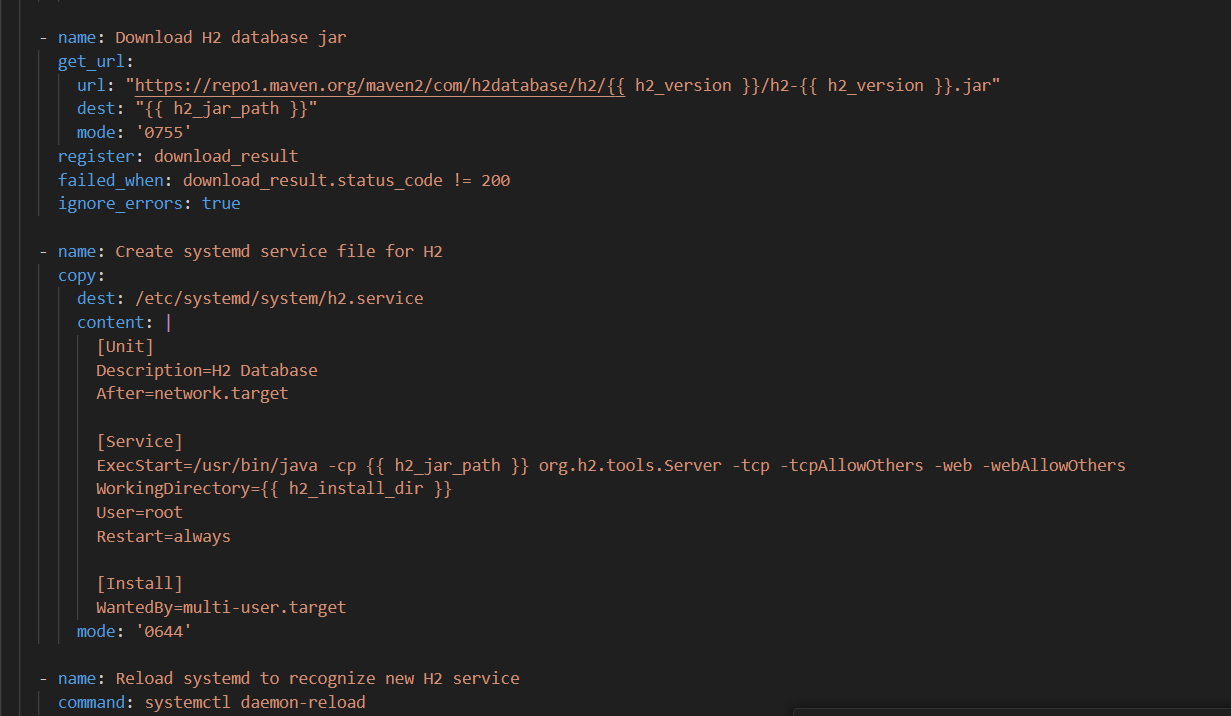 - name: Download H2 database jar
get_url:
url: "https://repo1.maven.org/maven2/com/h2database/h2/{{ h2_version }}/h2-{{ h2_version }}.jar"
dest: "{{ h2_jar_path }}"
mode: '0755'
register: download_result
failed_when: download_result.status_code != 200
ignore_errors: true
- name: Create systemd service file for H2
copy:
dest: /etc/systemd/system/h2.service
content: |
[Unit]
Description=H2 Database
After=network.target
[Service]
ExecStart=/usr/bin/java -cp {{ h2_jar_path }} org.h2.tools.Server -tcp -tcpAllowOthers -web -webAllowOthers
WorkingDirectory={{ h2_install_dir }}
User=root
Restart=always
[Install]
WantedBy=multi-user.target
mode: '0644'
- name: Reload systemd to recognize new H2 service
command: systemctl daemon-reload